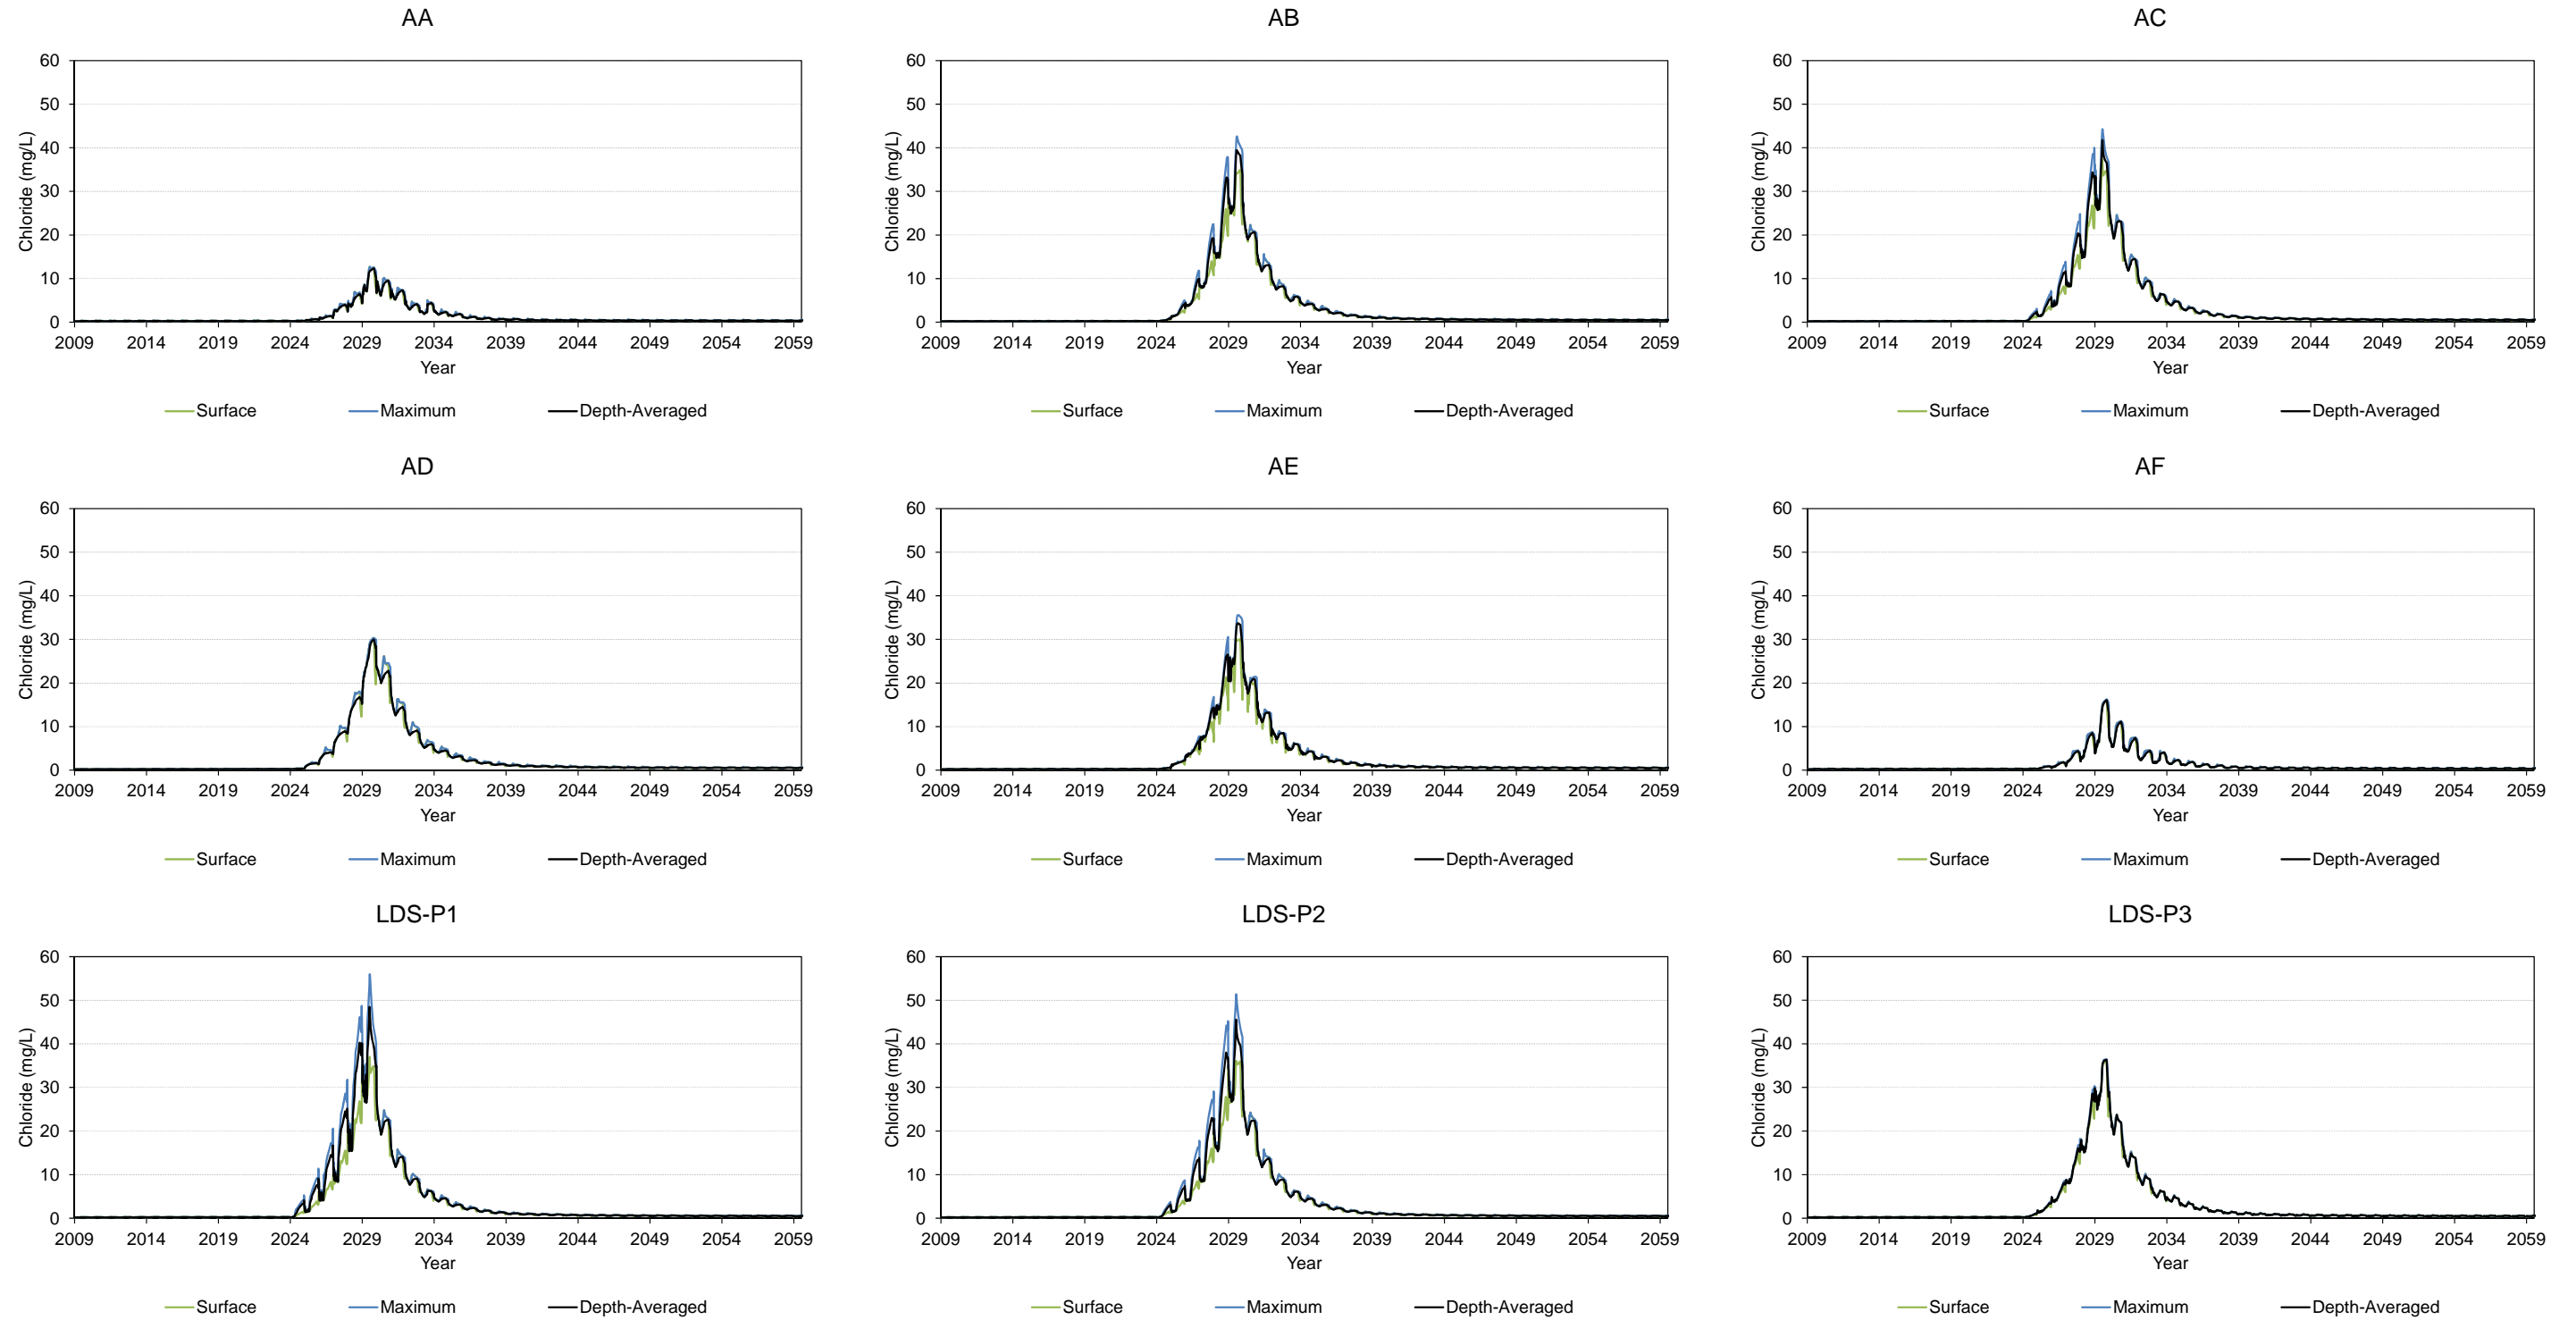 AA AB AC
60 60 60
50 50 50
40 40 40
30 30 30
20 20 20
10 10 10
0 0 0
Chloride (mg/L) Chloride (mg/L) Chloride (mg/L)
2009 2014 2019 2024 2029 2034 2039 2044 2049 2054 2059 2009 2014 2019 2024 2029 2034 2039 2044 2049 2054 2059 2009 2014 2019 2024 2029 2034 2039 2044 2049 2054 2059
Year Year Year
Surface Maximum Depth-Averaged Surface Maximum Depth-Averaged Surface Maximum Depth-Averaged
AD AE AF
60 60 60
50 50 50
40 40 40
30 30 30
20 20 20
10 10 10
0 0 0
Chloride (mg/L) Chloride (mg/L) Chloride (mg/L)
2009 2014 2019 2024 2029 2034 2039 2044 2049 2054 2059 2009 2014 2019 2024 2029 2034 2039 2044 2049 2054 2059 2009 2014 2019 2024 2029 2034 2039 2044 2049 2054 2059
Year Year Year
Surface Maximum Depth-Averaged Surface Maximum Depth-Averaged Surface Maximum Depth-Averaged
LDS-P1 LDS-P2 LDS-P3
60 60 60
50 50 50
40 40 40
30 30 30
20 20 20
10 10 10
0 0 0
Chloride (mg/L) Chloride (mg/L) Chloride (mg/L)
2009 2014 2019 2024 2029 2034 2039 2044 2049 2054 2059 2009 2014 2019 2024 2029 2034 2039 2044 2049 2054 2059 2009 2014 2019 2024 2029 2034 2039 2044 2049 2054 2059
Year Year Year
Surface Maximum Depth-Averaged Surface Maximum Depth-Averaged Surface Maximum Depth-Averaged